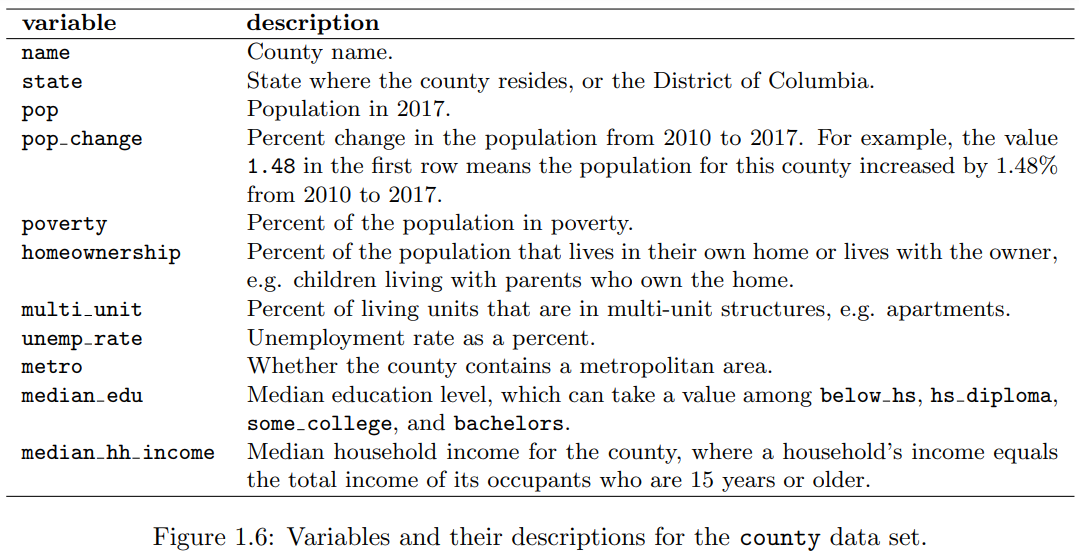 variable description
name County name.
state State where the county resides, or the District of Columbia.
pop Population in 2017.
pop_change Percent change in the population from 2010 to 2017. For example, the value
1.48 in the first row means the population for this county increased by 1.48%
from 2010 to 2017.
poverty Percent of the population in poverty.
homeownership Percent of the population that lives in their own home or lives with the owner,
e.g. children living with parents who own the home.
multi_unit Percent of living units that are in multi-unit structures, e.g. apartments.
unemp_rate Unemployment rate as a percent.
metro Whether the county contains a metropolitan area.
median_edu Median education level, which can take a value among below_hs, hs_diploma,
some_college, and bachelors.
median_hh_income Median household income for the county, where a household's income equals
the total income of its occupants who are 15 years or older.
Figure 1.6: Variables and their descriptions for the county data set.